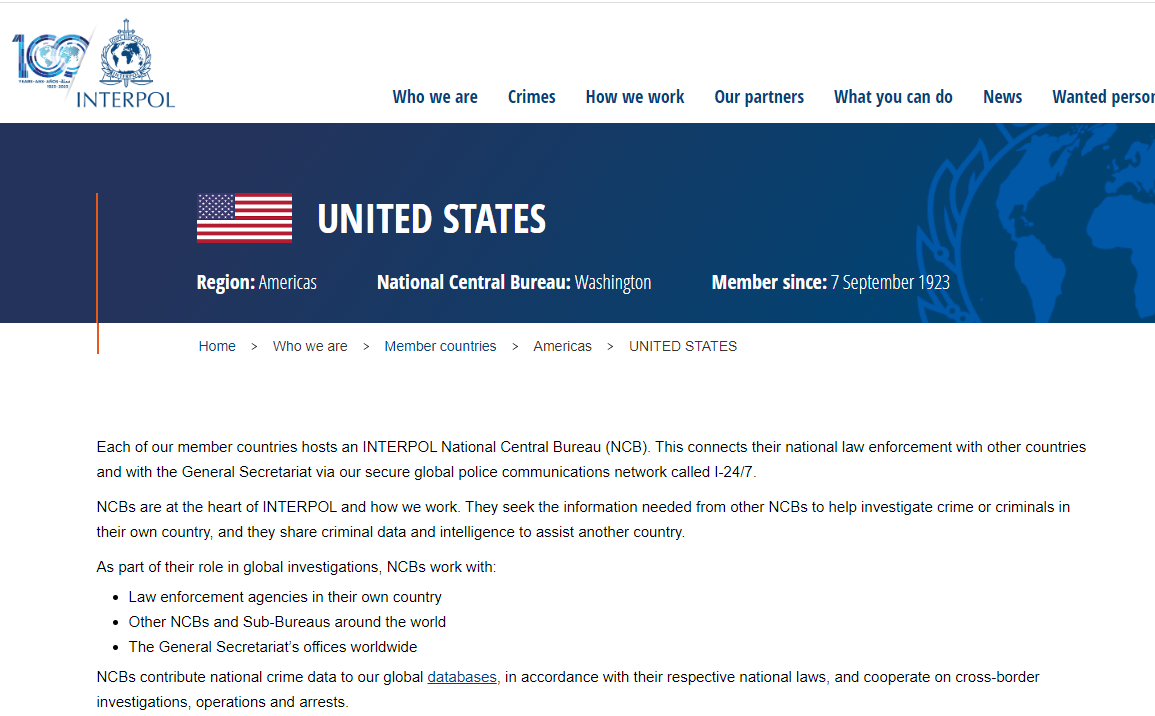 100
INTERPOL
Who we are Crimes How we work Our partners What you can do News Wanted person
UNITED STATES
Region: Americas National Central Bureau: Washington Member since: 7 September 1923
Home > Who we are > Member countries > Americas > UNITED STATES
Each of our member countries hosts an INTERPOL National Central Bureau (NCB). This connects their national law enforcement with other countries
and with the General Secretariat via our secure global police communications network called I-24/7.
NCBs are at the heart of INTERPOL and how we work. They seek the information needed from other NCBs to help investigate crime or criminals in
their own country, and they share criminal data and intelligence to assist another country.
As part of their role in global investigations, NCBs work with:
• Law enforcement agencies in their own country
• Other NCBs and Sub-Bureaus around the world
• The General Secretariat’s offices worldwide
NCBs contribute national crime data to our global databases, in accordance with their respective national laws, and cooperate on cross-border
investigations, operations and arrests.